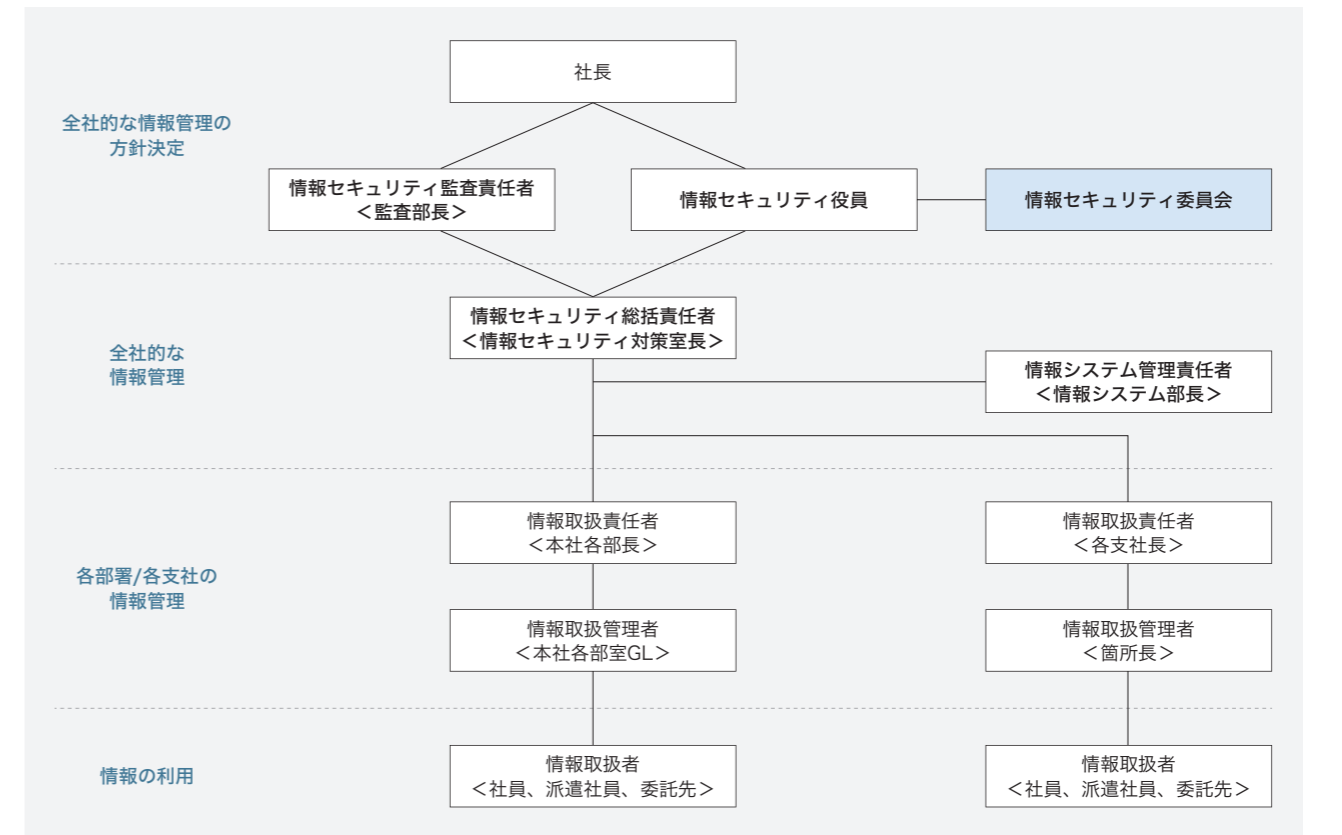 社長
全社的な情報管理の
方針決定
情報セキュリティ監査責任者
＜監査部長＞
情報セキュリティ役員
情報セキュリティ委員会
情報セキュリティ総括責任者
＜情報セキュリティ対策室長＞
全社的な
情報管理
情報システム管理責任者
＜情報システム部長＞
情報取扱責任者
＜本社各部長＞
情報取扱責任者
＜各支社長＞
各部署/各支社の
情報管理
情報取扱管理者
＜本社各部室GL＞
情報取扱管理者
＜箇所長＞
情報の利用
情報取扱者
＜社員、派遣社員、委託先＞
情報取扱者
＜社員、派遣社員、委託先＞